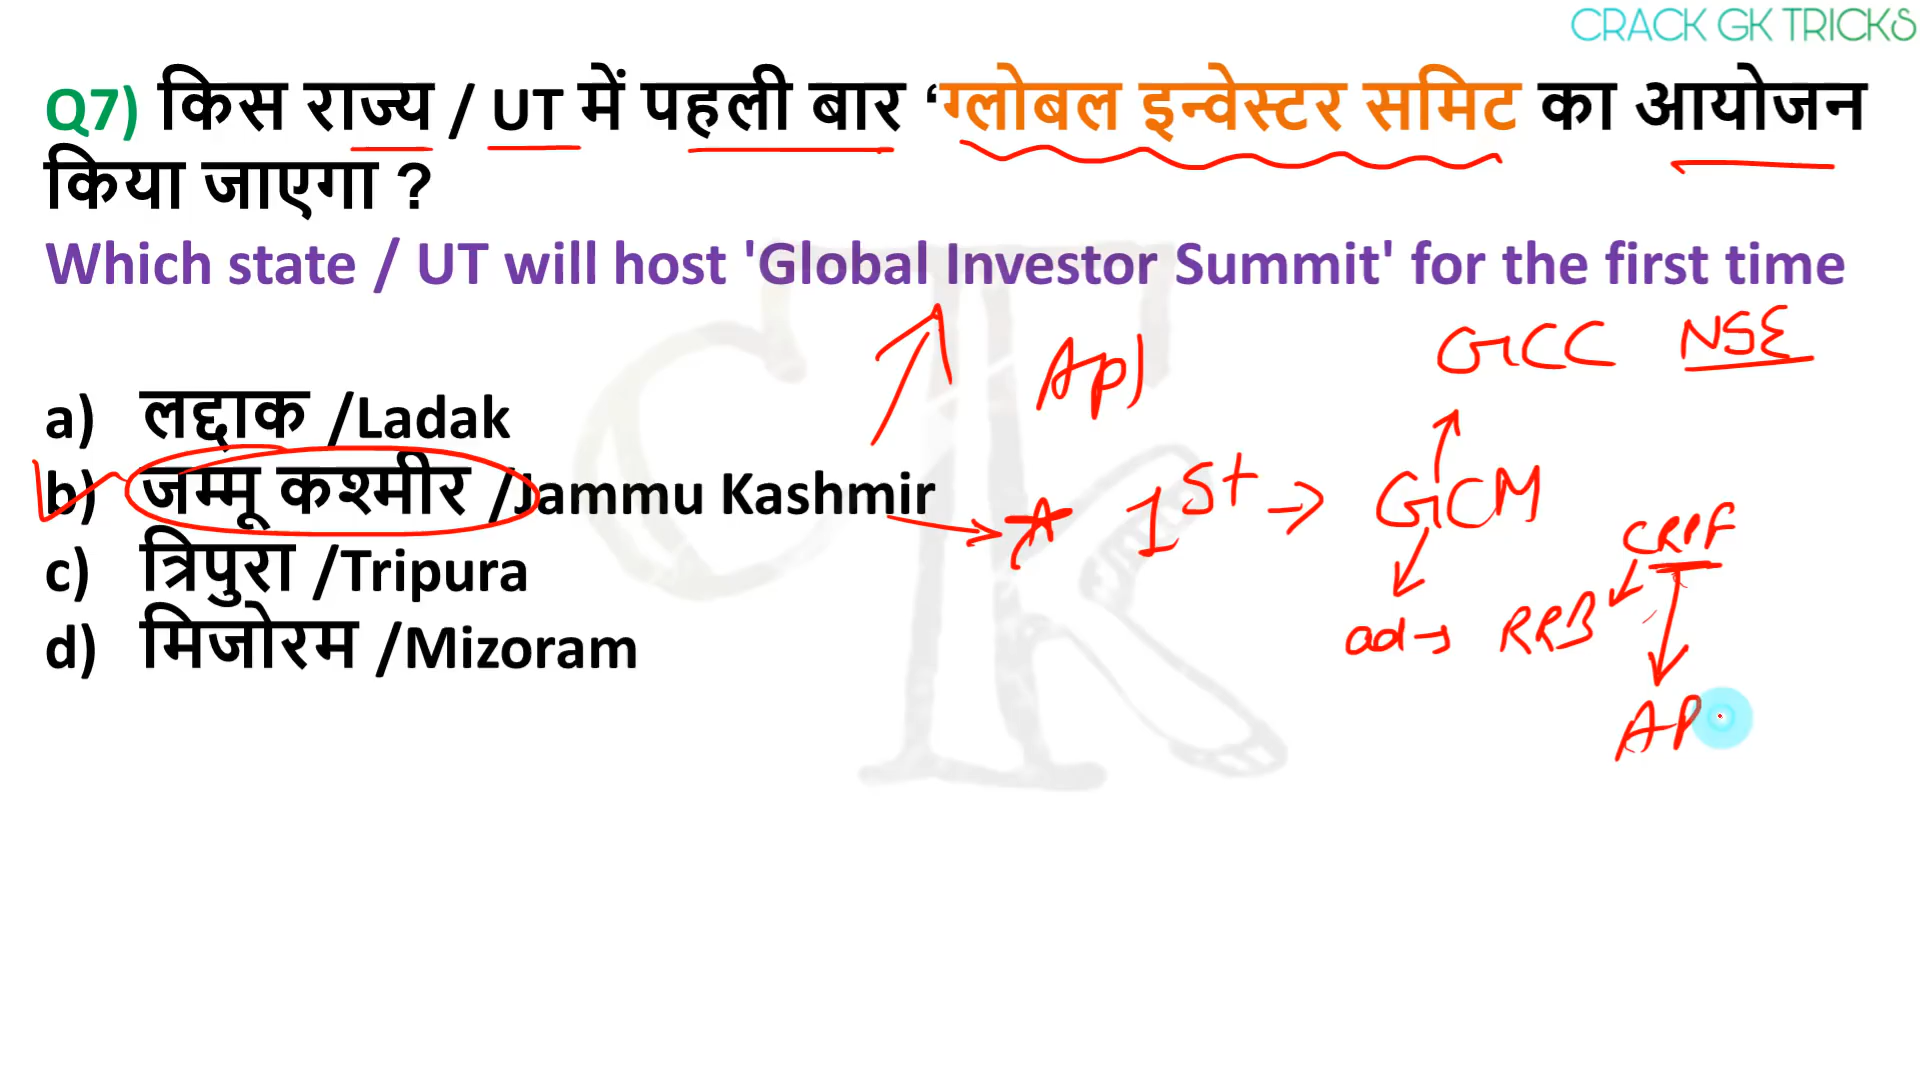 CRACK GK TRICKS
Q7) किस राज्य / UT में पहली बार ‘ग्लोबल इन्वेस्टर समिट का आयोजन
किया जाएगा ?
Which state / UT will host 'Global Investor Summit' for the first time
GCC NSE
Apl
a) लद्दाक /Ladak
b) जम्मू कश्मीर /Jammu Kashmir
1st → GCM
CRPF
c) त्रिपुरा /Tripura
ad→ RRB
d) मिजोरम /Mizoram
AP